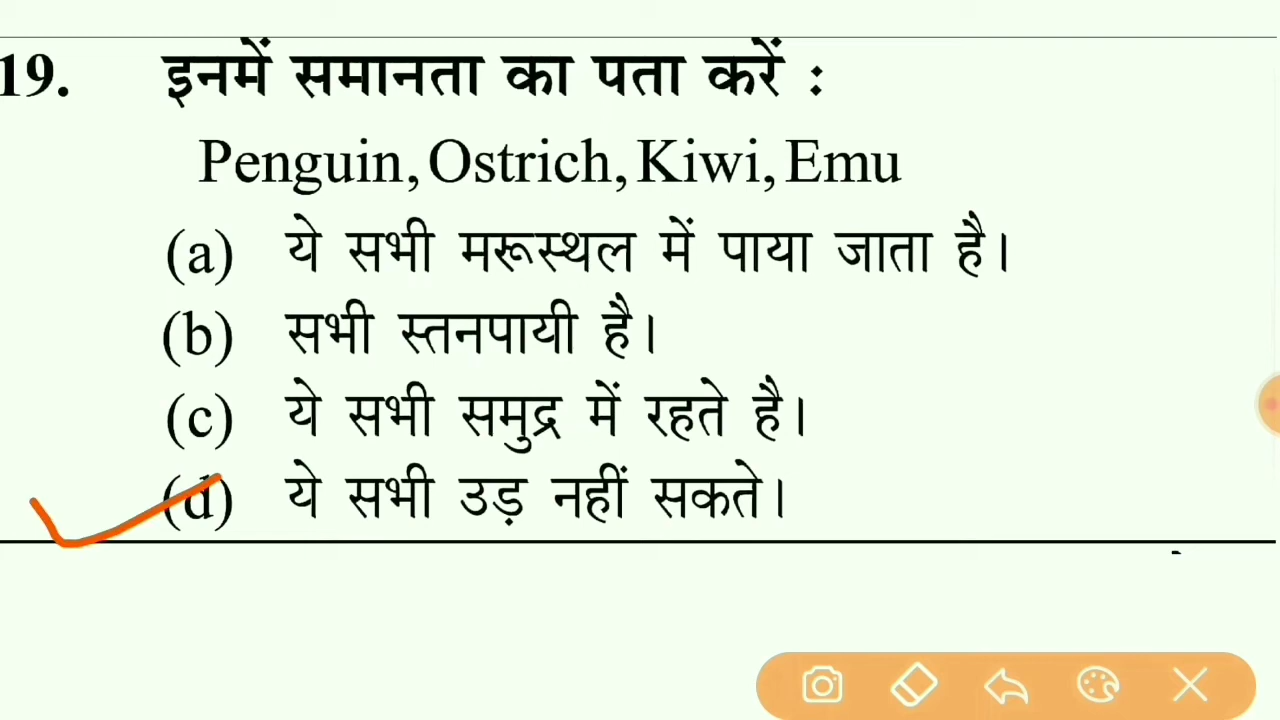 19. इनमें समानता का पता करें :
Penguin, Ostrich, Kiwi, Emu
(a) ये सभी मरूस्थल में पाया जाता है।
(b) सभी स्तनपायी है।
(c) ये सभी समुद्र में रहते है।
(d) ये सभी उड़ नहीं सकते।